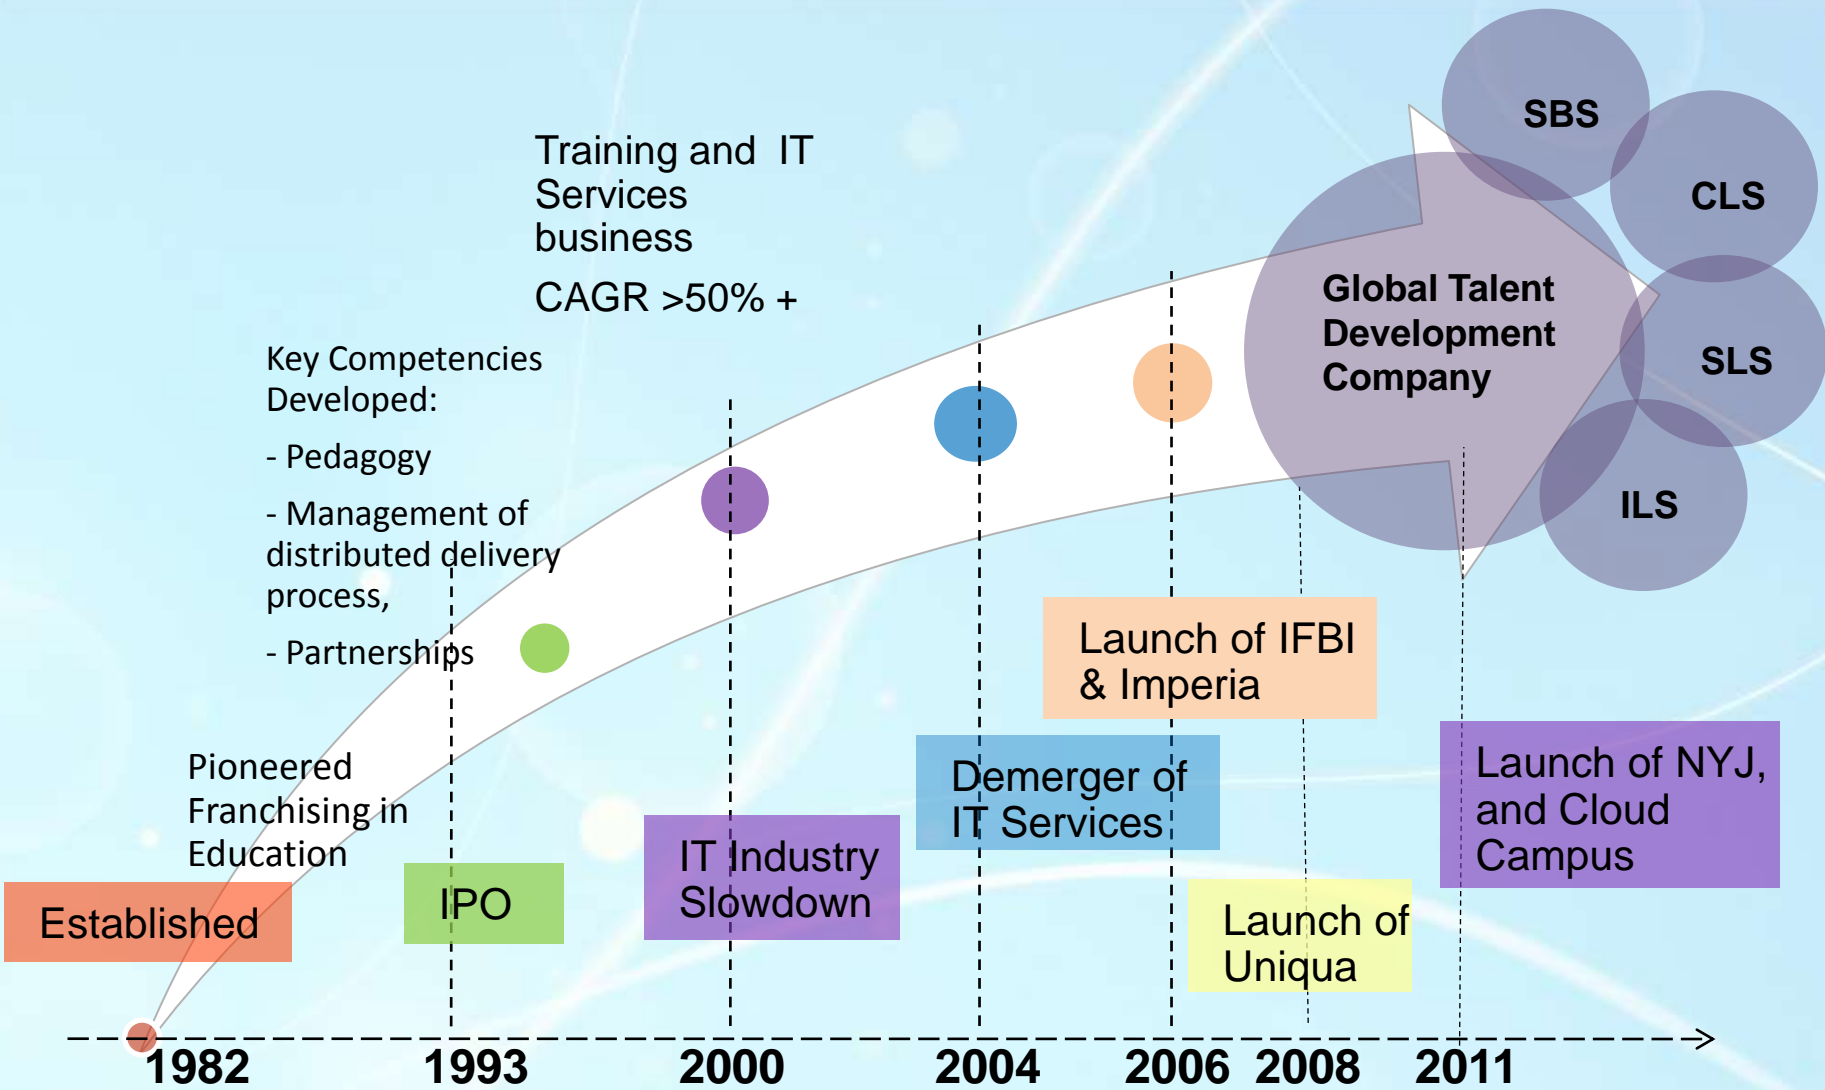 SBS
CLS
SLS
ILS
Global Talent
Development
Company
Training and  IT
Services
business
CAGR >50% +
Key Competencies
Developed:
- Pedagogy
- Management of
distributed delivery
process,
- Partnerships
Pioneered
Franchising in
Education
Established
IPO
IT Industry
Slowdown
Demerger of
IT Services
Launch of IFBI
& Imperia
Launch of
Uniqua
Launch of NYJ,
and Cloud
Campus
1982
1993
2000
2004
2006
2008
2011